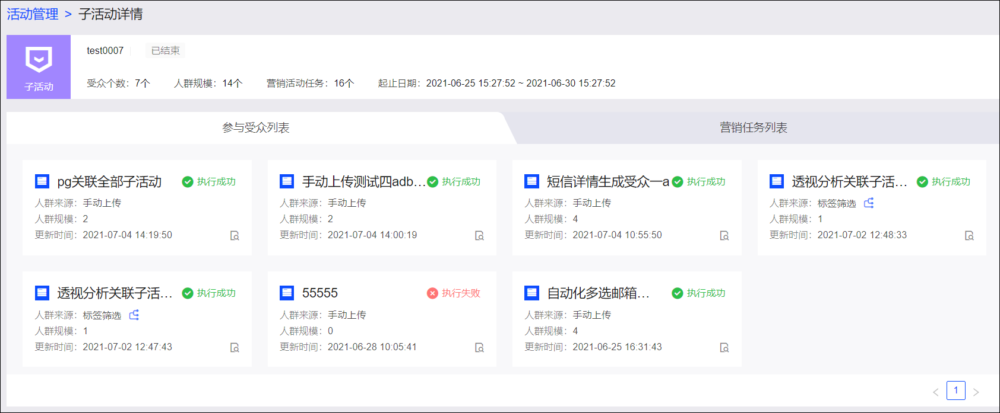 活动管理 > 子活动详情
子活动
test0007 已结束
受众个数：7个 人群规模：14个 营销活动任务：16个 起止日期：2021-06-25 15:27:52 ~ 2021-06-30 15:27:52
参与受众列表 营销任务列表
pg关联全部子活动 执行成功
人群来源：手动上传
人群规模：2
更新时间：2021-07-04 14:19:50
手动上传测试四adb... 执行成功
人群来源：手动上传
人群规模：2
更新时间：2021-07-04 14:00:19
短信详情生成受众一a 执行成功
人群来源：手动上传
人群规模：4
更新时间：2021-07-04 10:55:50
透视分析关联子活... 执行成功
人群来源：标签筛选
人群规模：1
更新时间：2021-07-02 12:48:33
透视分析关联子活... 执行成功
人群来源：标签筛选
人群规模：1
更新时间：2021-07-02 12:47:43
55555 执行失败
人群来源：手动上传
人群规模：0
更新时间：2021-06-28 10:05:41
自动化多选邮箱... 执行成功
人群来源：手动上传
人群规模：4
更新时间：2021-06-25 16:31:43
< 1 >